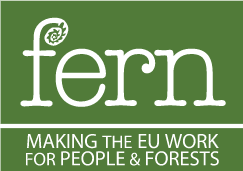 fern
MAKING THE EU WORK
FOR PEOPLE & FORESTS